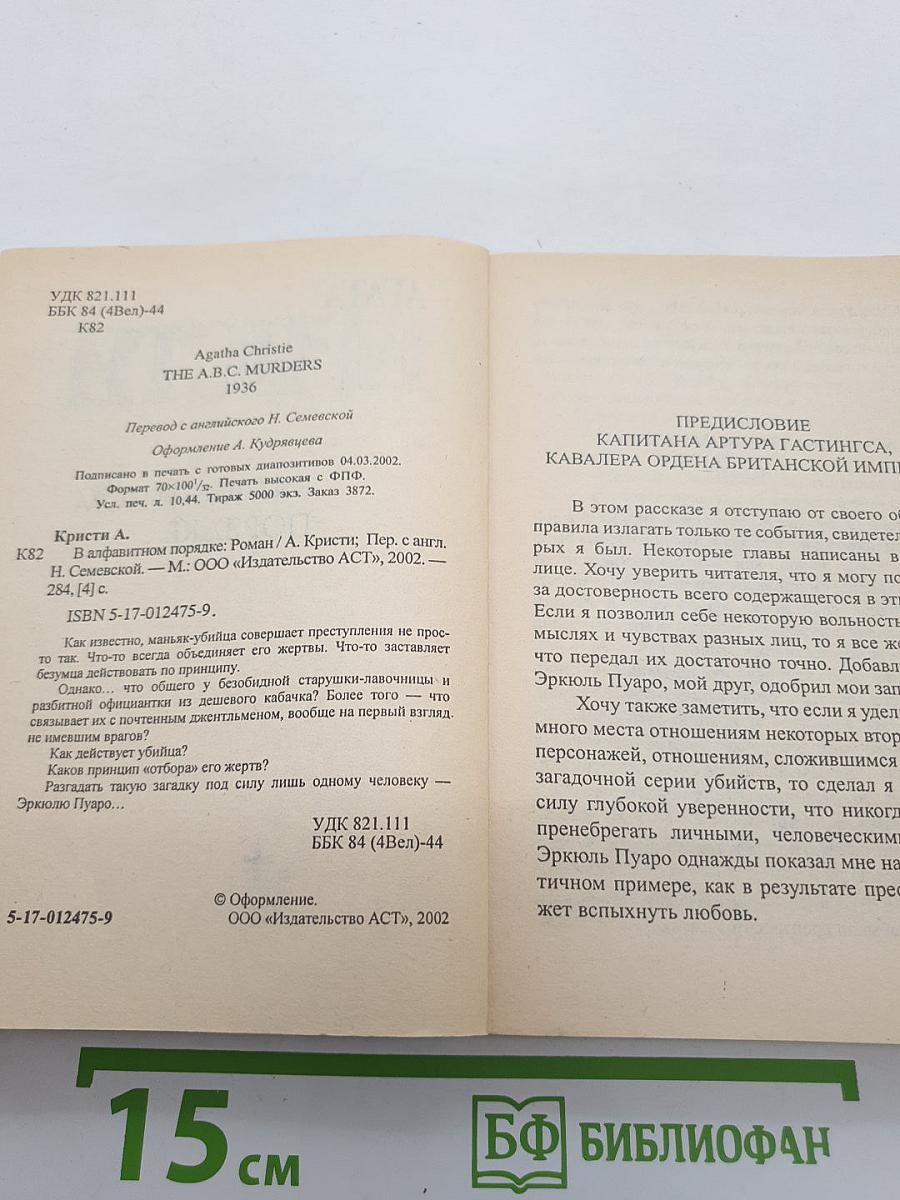 УДК 821.111
ББК 84 (4Вел)-44
К82
Agatha Christie
THE A.B.C. MURDERS
1936
Перевод с английского Н. Семевской
Оформление А. Кудрявцева
Подписано в печать с готовых диапозитивов 04.03.2002.
Формат 70×100¹/₃₂. Печать высокая с ФПФ.
Усл. печ. л. 10,44. Тираж 5000 экз. Заказ 3872.
Кристи А.
К82 В алфавитном порядке: Роман / А. Кристи; Пер. с англ.
Н. Семевской. — М.: ООО «Издательство АСТ», 2002. —
284, [4] с.
ISBN 5-17-012475-9.
Как известно, маньяк-убийца совершает преступления не прос-
то так. Что-то всегда объединяет его жертвы. Что-то заставляет
безумца действовать по принципу.
Однако... что общего у безобидной старушки-лавочницы и
разбитной официантки из дешевого кабачка? Более того — что
связывает их с почтенным джентльменом, вообще на первый взгляд
не имевшим врагов?
Как действует убийца?
Каков принцип «отбора» его жертв?
Разгадать такую загадку под силу лишь одному человеку —
Эркюлю Пуаро...
УДК 821.111
ББК 84 (4Вел)-44
© Оформление.
5-17-012475-9 ООО «Издательство АСТ», 2002
ПРЕДИСЛОВИЕ
КАПИТАНА АРТУРА ГАСТИНГСА,
КАВАЛЕРА ОРДЕНА БРИТАНСКОЙ ИМПЕ
В этом рассказе я отступаю от своего об
правила излагать только те события, свидетел
рых я был. Некоторые главы написаны в
лице. Хочу уверить читателя, что я могу по
за достоверность всего содержащегося в эти
Если я позволил себе некоторую вольность
мыслях и чувствах разных лиц, то я все же
что передал их достаточно точно. Добавл
Эркюль Пуаро, мой друг, одобрил мои зап
Хочу также заметить, что если я удел
много места отношениям некоторых втор
персонажей, отношениям, сложившимся
загадочной серии убийств, то сделал я
силу глубокой уверенности, что никогд
пренебрегать личными, человеческими
Эркюль Пуаро однажды показал мне на
тичном примере, как в результате прес
жет вспыхнуть любовь.
15 см
БФ БИБЛИОФАН